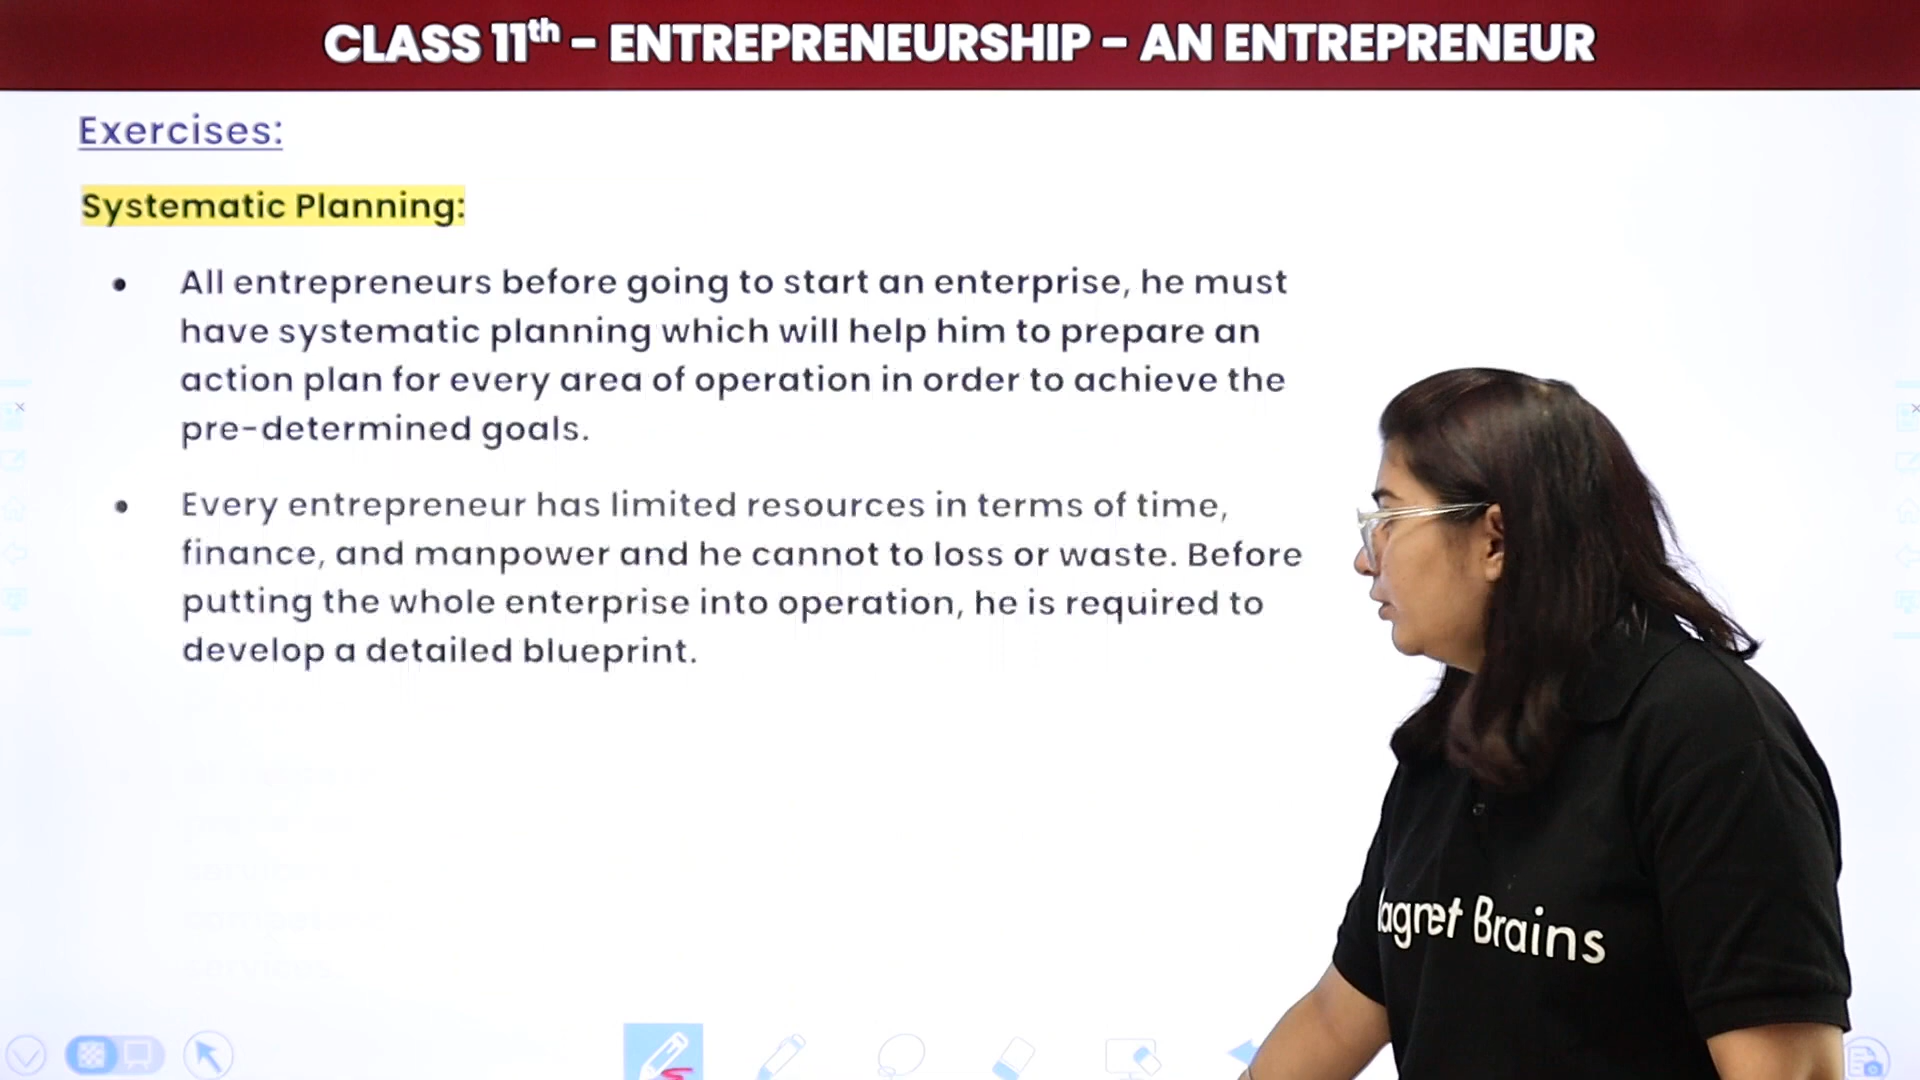 CLASS 11th – ENTREPRENEURSHIP – AN ENTREPRENEUR
Exercises:
Systematic Planning:
• All entrepreneurs before going to start an enterprise, he must
have systematic planning which will help him to prepare an
action plan for every area of operation in order to achieve the
pre-determined goals.
• Every entrepreneur has limited resources in terms of time,
finance, and manpower and he cannot to loss or waste. Before
putting the whole enterprise into operation, he is required to
develop a detailed blueprint.
services
agnet Brains